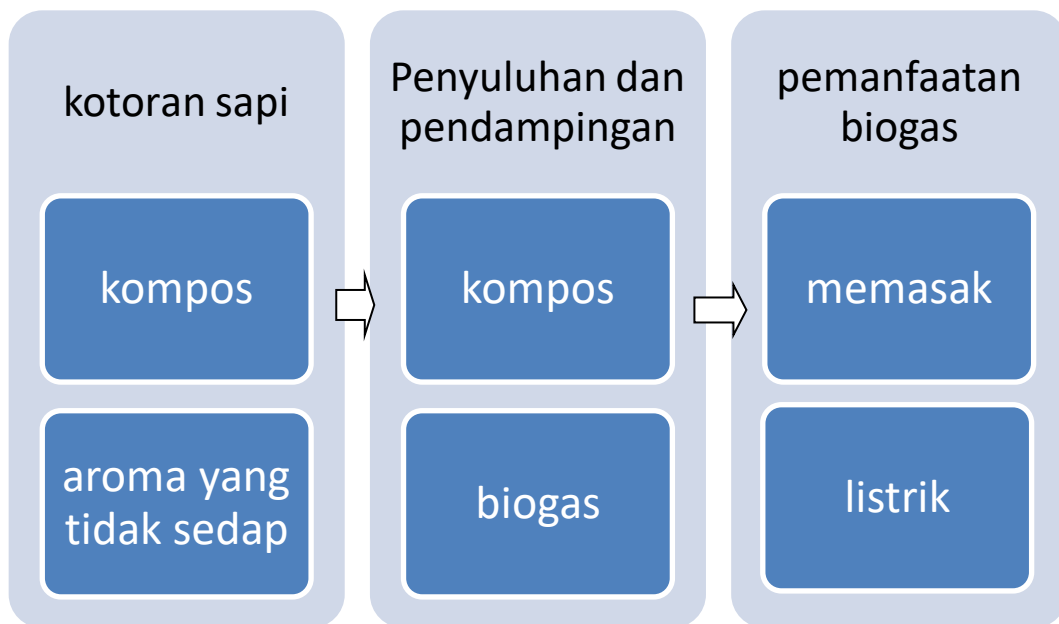 kotoran sapi
kompos
aroma yang
tidak sedap
Penyuluhan dan
pendampingan
kompos
biogas
pemanfaatan
biogas
memasak
listrik